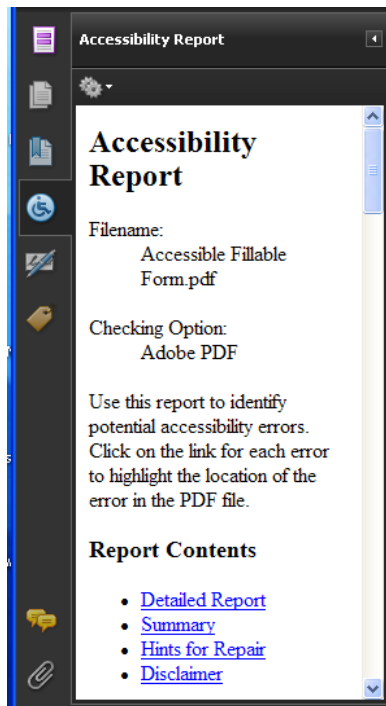 Accessibility Report
Accessibility
Report
Filename:
Accessible Fillable
Form.pdf
Checking Option:
Adobe PDF
Use this report to identify
potential accessibility errors.
Click on the link for each error
to highlight the location of the
error in the PDF file.
Report Contents
Detailed Report
Summary
Hints for Repair
Disclaimer